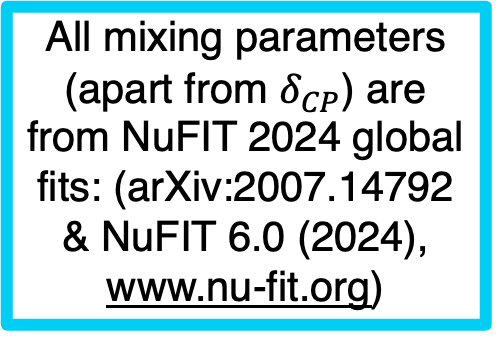 All mixing parameters
(apart from 𝛿𝐶𝑃) are
from NuFIT 2024 global
fits: (arXiv:2007.14792
& NuFIT 6.0 (2024),
www.nu-fit.org)